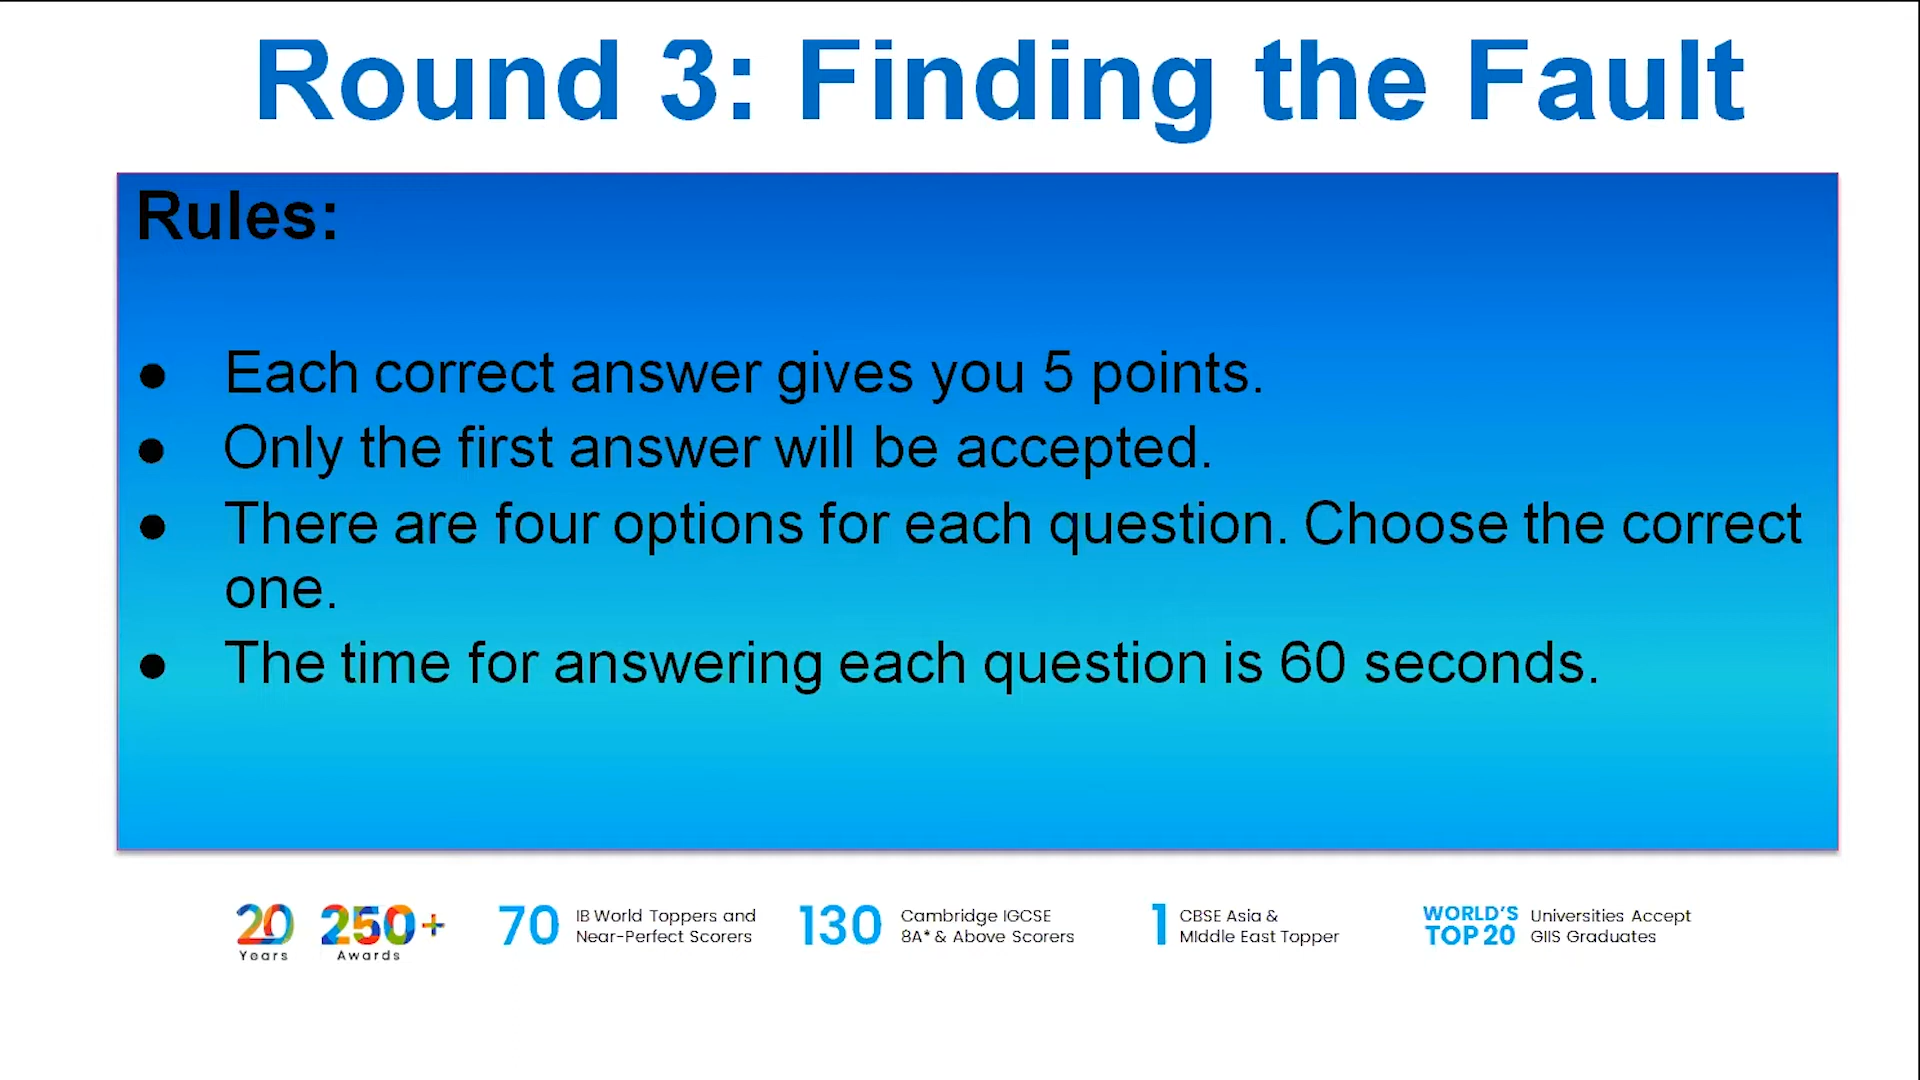 Round 3: Finding the Fault
Rules:
● Each correct answer gives you 5 points.
● Only the first answer will be accepted.
● There are four options for each question. Choose the correct
one.
● The time for answering each question is 60 seconds.
20 Years
250+ Awards
70 IB World Toppers and
Near-Perfect Scorers
130 Cambridge IGCSE
8A* & Above Scorers
1 CBSE Asia &
Middle East Topper
WORLD'S Universities Accept
TOP 20 GIIS Graduates